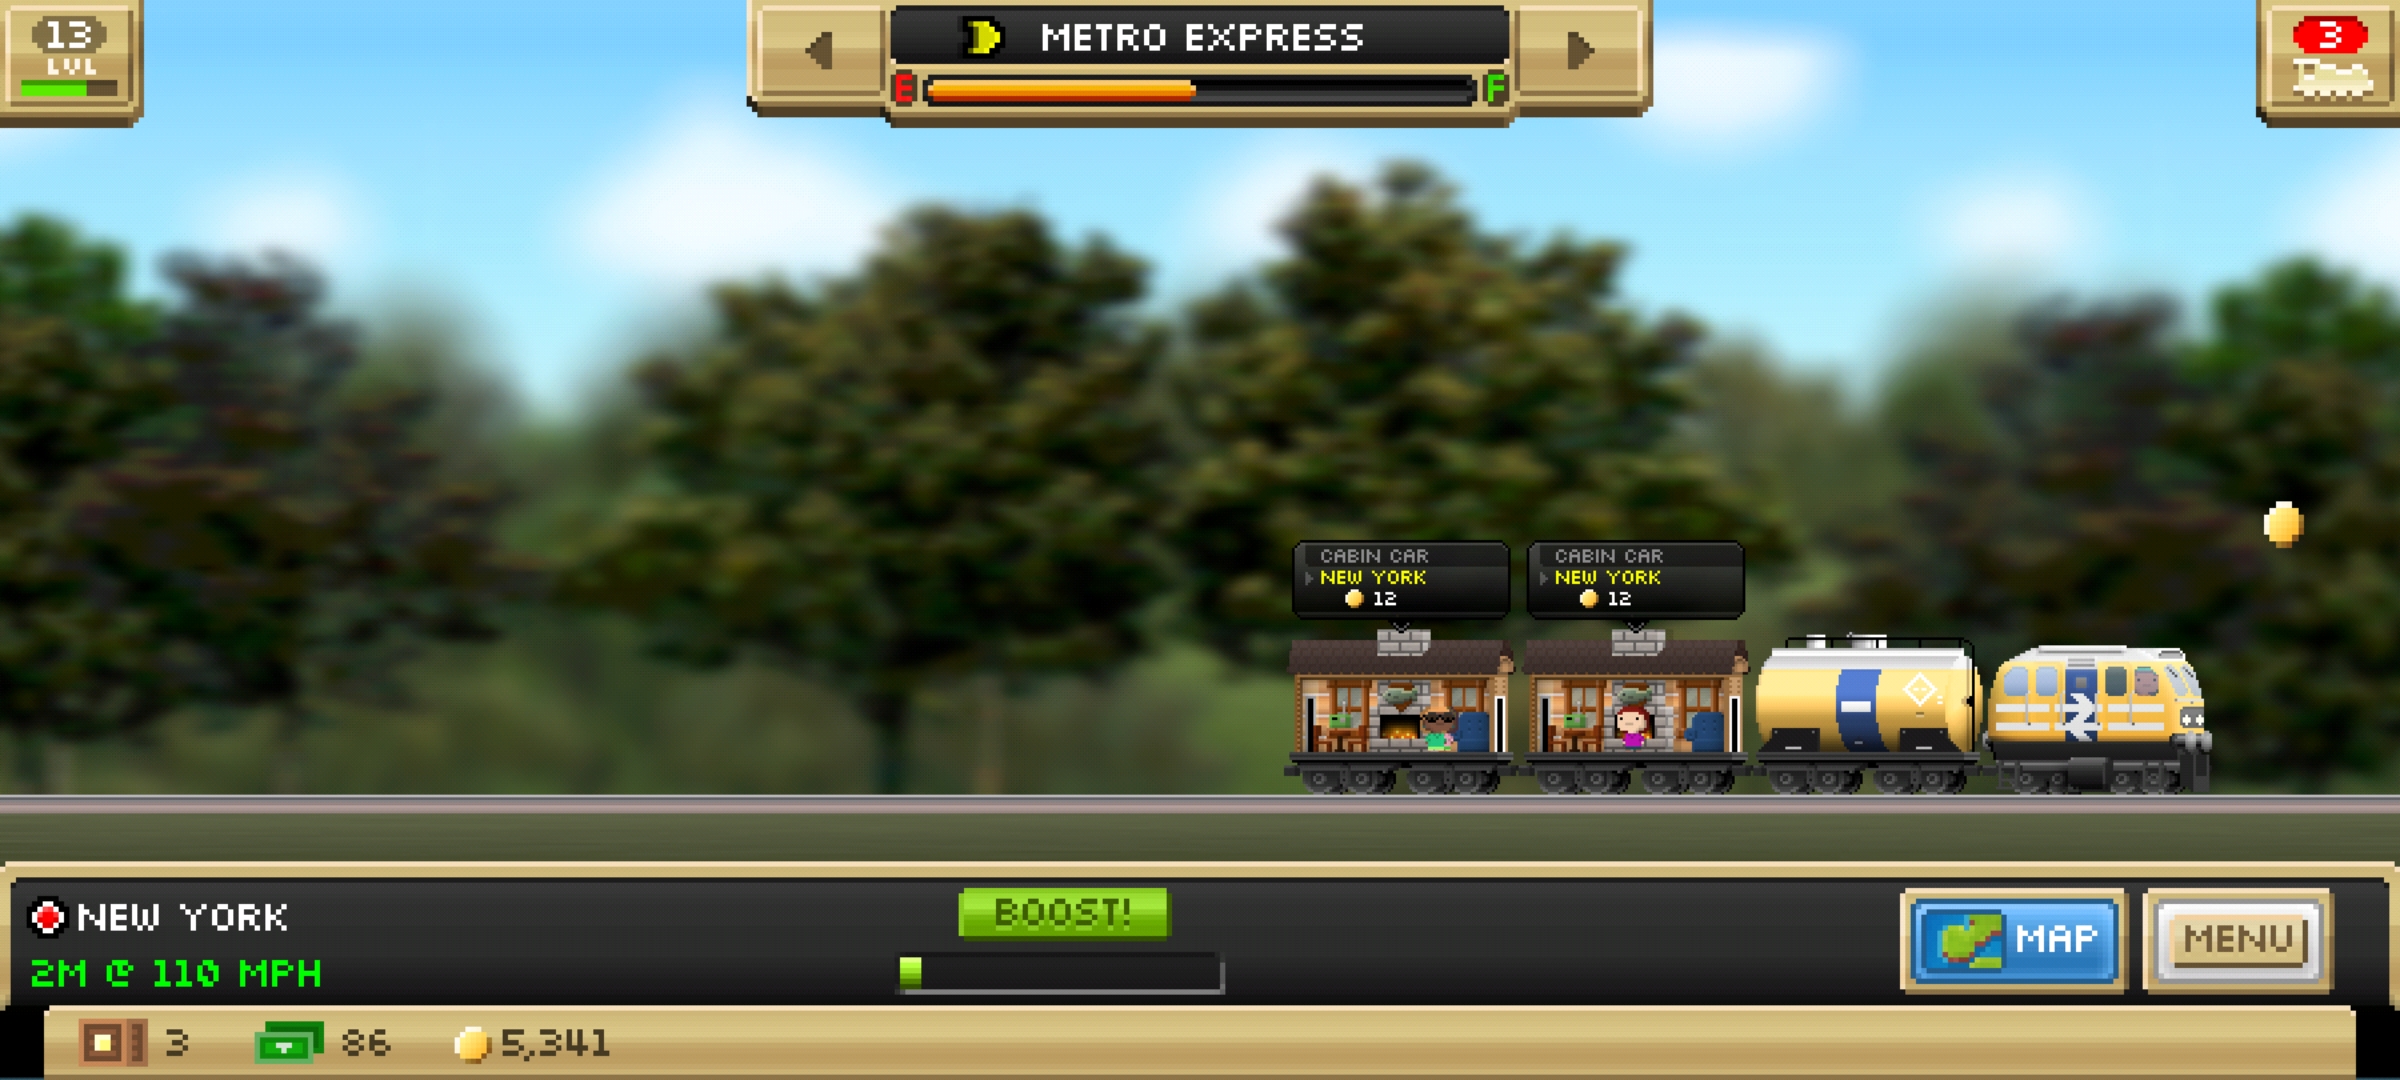 13
LVL
METRO EXPRESS
E F
3
CABIN CAR
NEW YORK
12
CABIN CAR
NEW YORK
12
NEW YORK
2M @ 110 MPH
BOOST!
MAP
MENU
3
86
5,341